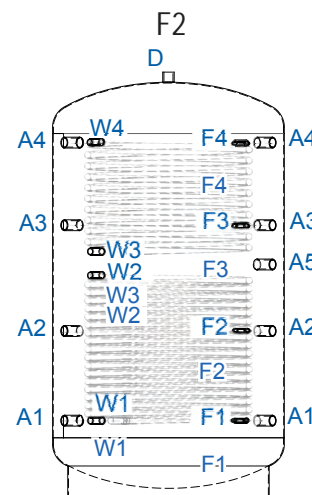 F2
D
A4 W4 F4 A4
F4
A3 F3 A3
W3
W2 F3 A5
W3
W2
A2 F2 A2
F2
W1
A1 F1 A1
W1
F1